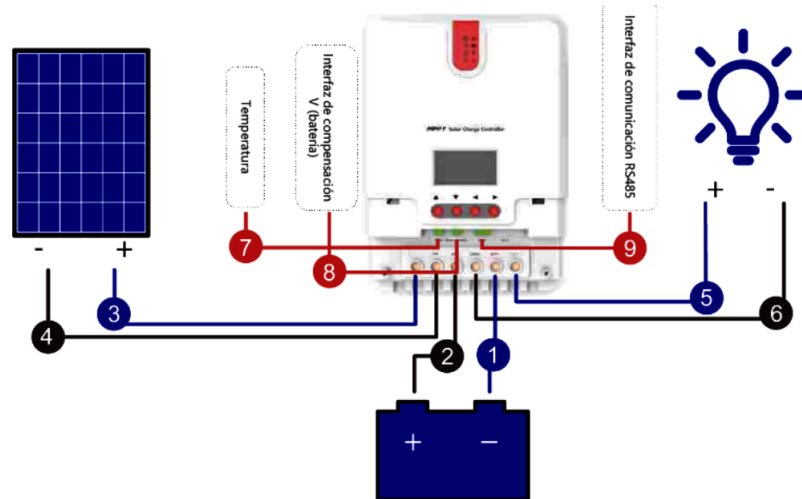 Temperatura
Interfaz de compensación
V (batería)
MPPT Solar Charge Controller
Interfaz de comunicación RS485
- +
+ -
7
8
9
3
4
5
6
2
1
+ −